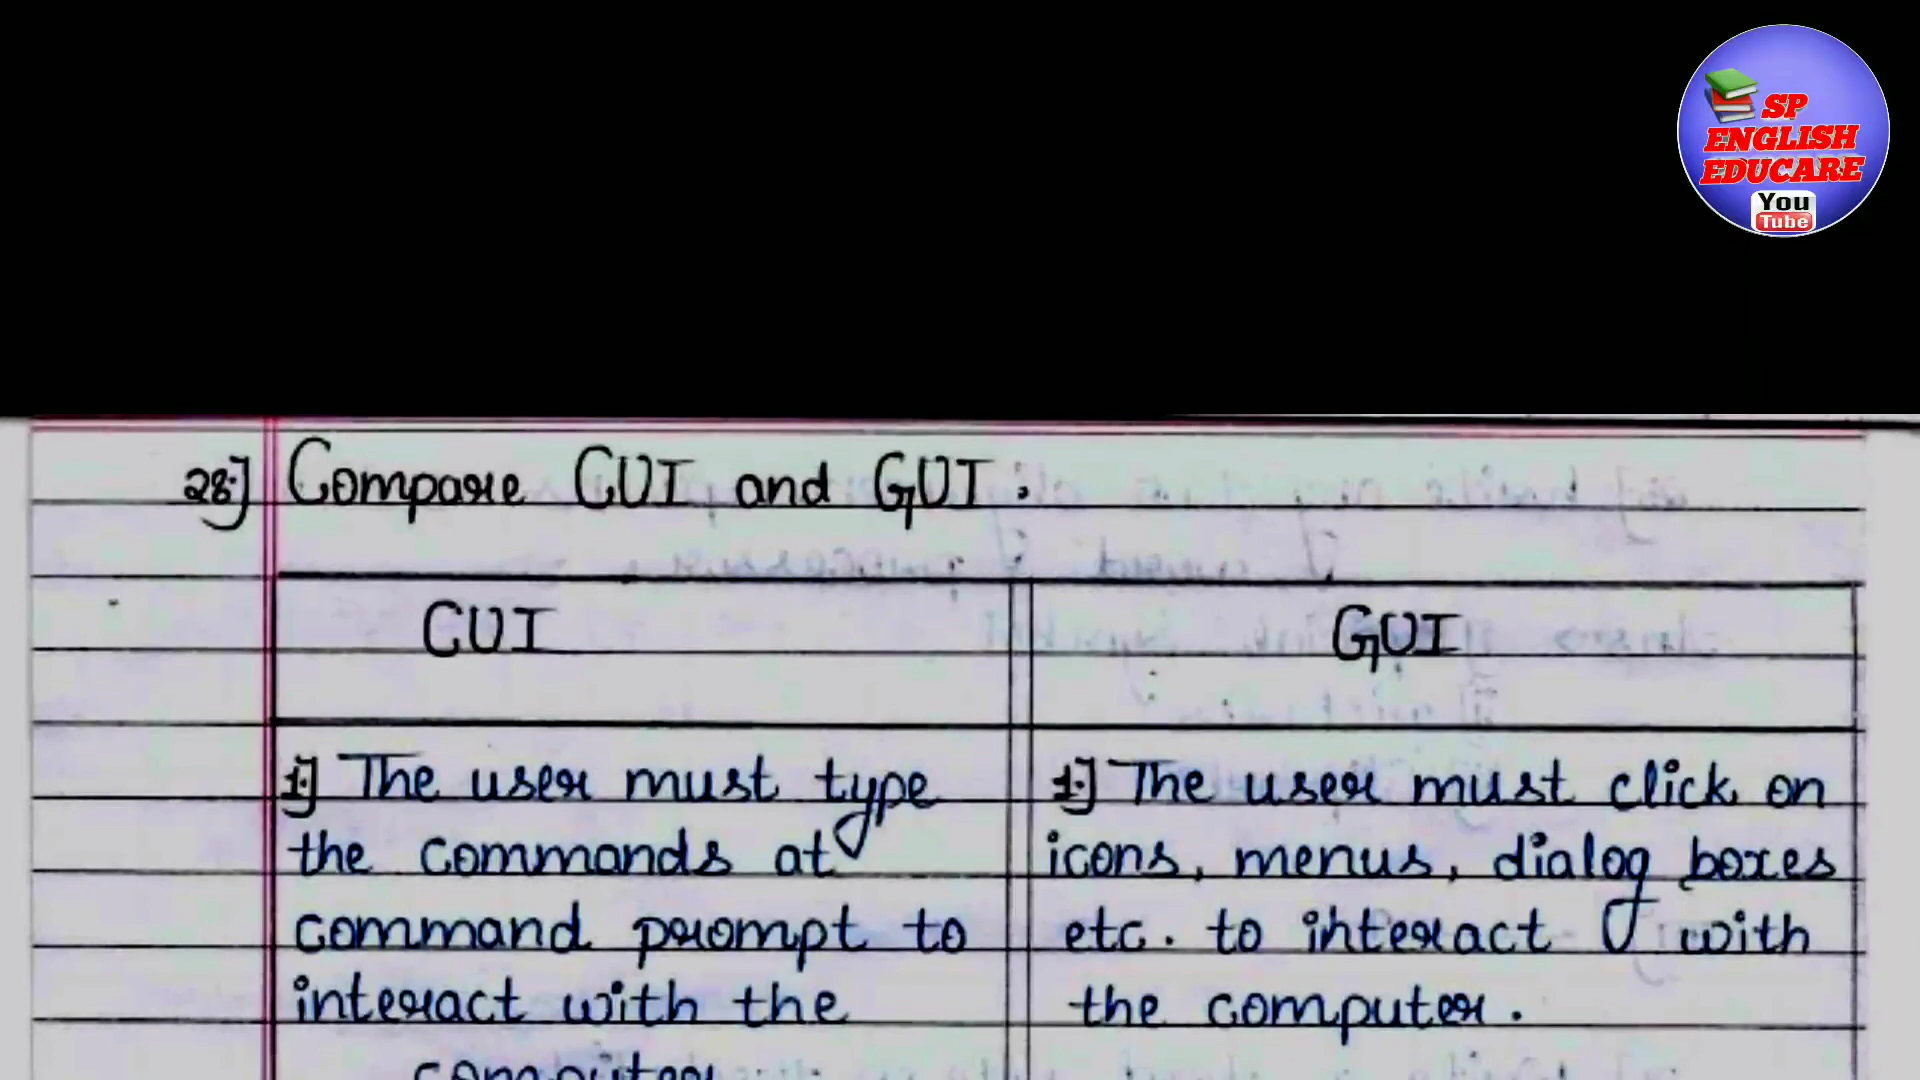 SP
ENGLISH
EDUCARE
You
Tube
28.] Compare CUI and GUI :
CUI
GUI
1.] The user must type
the commands at
command prompt to
interact with the
computer
1.] The user must click on
icons, menus, dialog boxes
etc. to interact with
the computer.